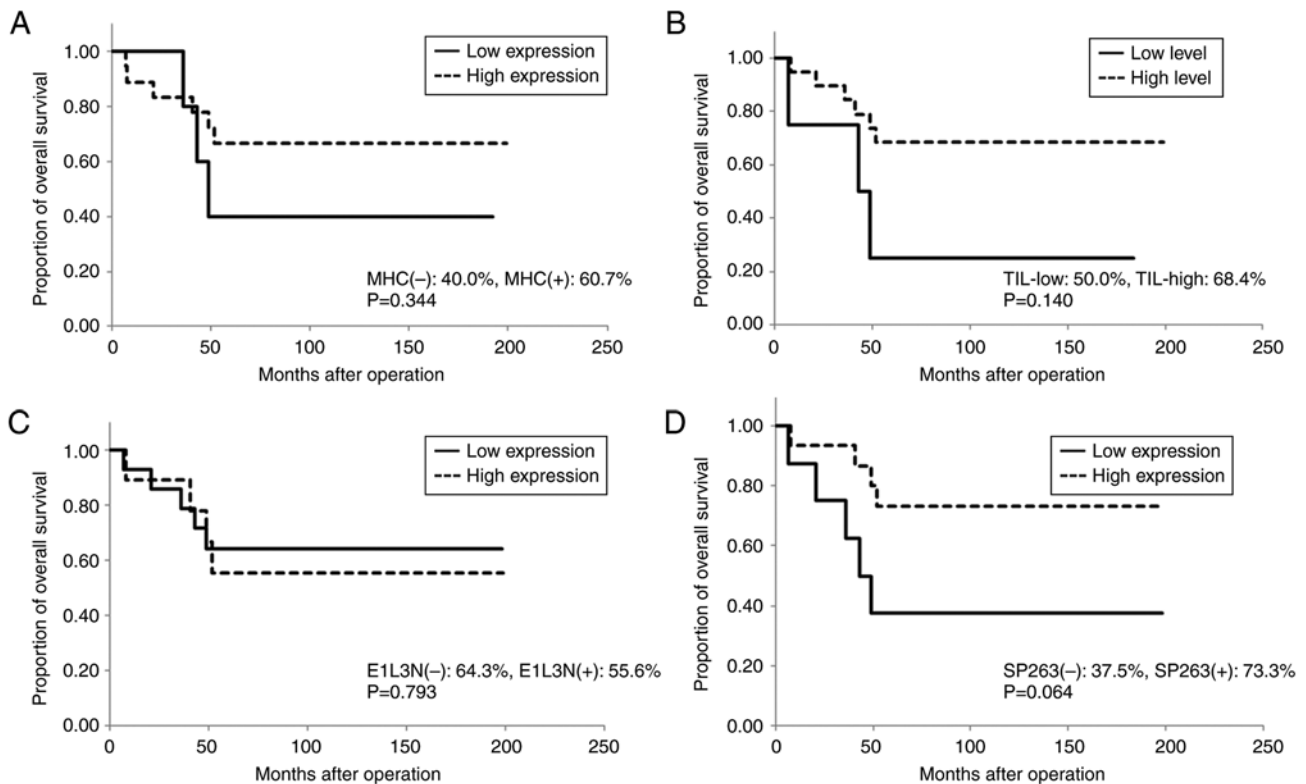 A
Proportion of overall survival
1.00
0.80
0.60
0.40
0.20
0.00
Low expression
High expression
MHC(–): 40.0%, MHC(+): 60.7%
P=0.344
0 50 100 150 200 250
Months after operation
B
Proportion of overall survival
1.00
0.80
0.60
0.40
0.20
0.00
Low level
High level
TIL-low: 50.0%, TIL-high: 68.4%
P=0.140
0 50 100 150 200 250
Months after operation
C
Proportion of overall survival
1.00
0.80
0.60
0.40
0.20
0.00
Low expression
High expression
E1L3N(–): 64.3%, E1L3N(+): 55.6%
P=0.793
0 50 100 150 200 250
Months after operation
D
Proportion of overall survival
1.00
0.80
0.60
0.40
0.20
0.00
Low expression
High expression
SP263(–): 37.5%, SP263(+): 73.3%
P=0.064
0 50 100 150 200 250
Months after operation